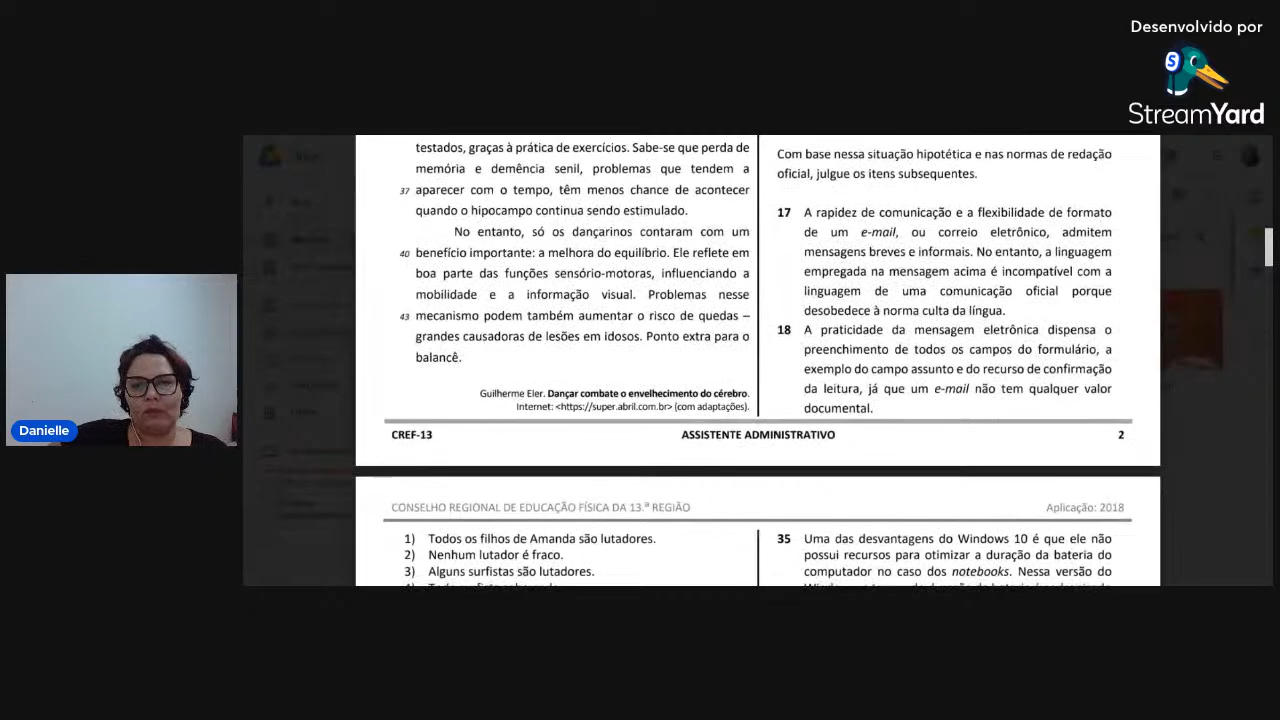 Desenvolvido por
StreamYard
testados, graças à prática de exercícios. Sabe-se que perda de
memória e demência senil, problemas que tendem a
37 aparecer com o tempo, têm menos chance de acontecer
quando o hipocampo continua sendo estimulado.
No entanto, só os dançarinos contaram com um
40 benefício importante: a melhora do equilíbrio. Ele reflete em
boa parte das funções sensório-motoras, influenciando a
mobilidade e a informação visual. Problemas nesse
43 mecanismo podem também aumentar o risco de quedas –
grandes causadoras de lesões em idosos. Ponto extra para o
balancê.
Guilherme Eler. Dançar combate o envelhecimento do cérebro.
Internet: <https://super.abril.com.br> (com adaptações).
Com base nessa situação hipotética e nas normas de redação
oficial, julgue os itens subsequentes.
17 A rapidez de comunicação e a flexibilidade de formato
de um e-mail, ou correio eletrônico, admitem
mensagens breves e informais. No entanto, a linguagem
empregada na mensagem acima é incompatível com a
linguagem de uma comunicação oficial porque
desobedece à norma culta da língua.
18 A praticidade da mensagem eletrônica dispensa o
preenchimento de todos os campos do formulário, a
exemplo do campo assunto e do recurso de confirmação
da leitura, já que um e-mail não tem qualquer valor
documental.
CREF-13 ASSISTENTE ADMINISTRATIVO 2
Danielle
CONSELHO REGIONAL DE EDUCAÇÃO FÍSICA DA 13.ª REGIÃO Aplicação: 2018
1) Todos os filhos de Amanda são lutadores.
2) Nenhum lutador é fraco.
3) Alguns surfistas são lutadores.
35 Uma das desvantagens do Windows 10 é que ele não
possui recursos para otimizar a duração da bateria do
computador no caso dos notebooks. Nessa versão do